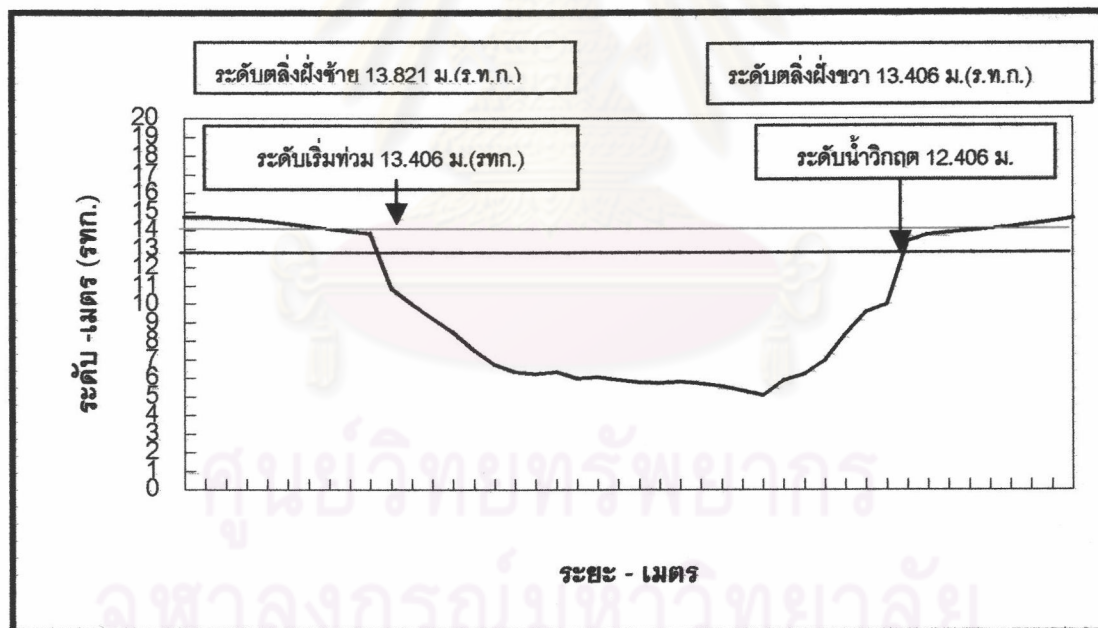 ระดับตลิ่งฝั่งซ้าย 13.821 ม.(ร.ท.ก.)
ระดับตลิ่งฝั่งขวา 13.406 ม.(ร.ท.ก.)
ระดับเริ่มท่วม 13.406 ม.(รทก.)
ระดับน้ำวิกฤต 12.406 ม.
ระดับ -เมตร (รทก.)
20
19
18
17
16
15
14
13
12
11
10
9
8
7
6
5
4
3
2
1
0
ระยะ - เมตร
ศูนย์วิทยทรัพยากร
จุฬาลงกรณ์มหาวิทยาลัย